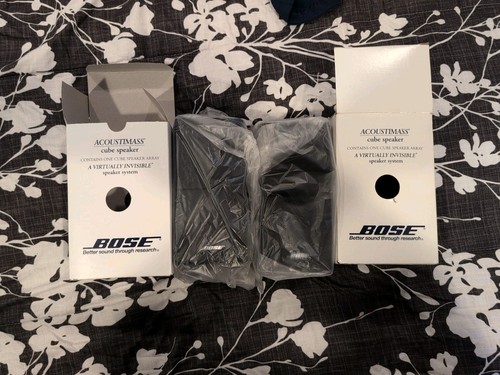 ACOUSTIMASS®
cube speaker
CONTAINS ONE CUBE SPEAKER ARRAY
A VIRTUALLY INVISIBLE®
speaker system
BOSE®
Better sound through research®
BOSE
ACOUSTIMASS®
cube speaker
CONTAINS ONE CUBE SPEAKER ARRAY
A VIRTUALLY INVISIBLE®
speaker system
BOSE®
Better sound through research®